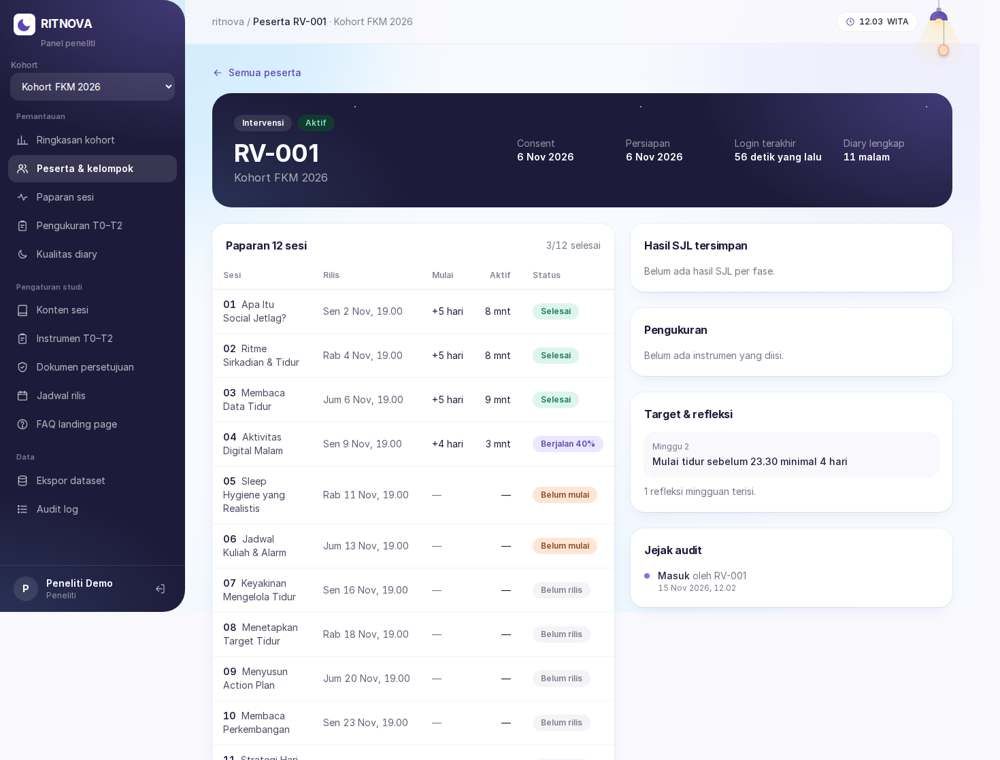 RITNOVA
Panel peneliti
Kohort
Kohort FKM 2026
Pemantauan
Ringkasan kohort
Peserta & kelompok
Paparan sesi
Pengukuran T0–T2
Kualitas diary
Pengaturan studi
Konten sesi
Instrumen T0–T2
Dokumen persetujuan
Jadwal rilis
FAQ landing page
Data
Ekspor dataset
Audit log
P
Peneliti Demo
Peneliti
ritnova / Peserta RV-001 · Kohort FKM 2026
12.03 WITA
← Semua peserta
Intervensi Aktif
RV-001
Kohort FKM 2026
Consent
6 Nov 2026
Persiapan
6 Nov 2026
Login terakhir
56 detik yang lalu
Diary lengkap
11 malam
Paparan 12 sesi 3/12 selesai
Sesi Rilis Mulai Aktif Status
01 Apa Itu
Social Jetlag?
Sen 2 Nov, 19.00 +5 hari 8 mnt Selesai
02 Ritme
Sirkadian & Tidur
Rab 4 Nov, 19.00 +5 hari 8 mnt Selesai
03 Membaca
Data Tidur
Jum 6 Nov, 19.00 +5 hari 9 mnt Selesai
04 Aktivitas
Digital Malam
Sen 9 Nov, 19.00 +4 hari 3 mnt Berjalan 40%
05 Sleep
Hygiene yang
Realistis
Rab 11 Nov, 19.00 — — Belum mulai
06 Jadwal
Kuliah & Alarm
Jum 13 Nov, 19.00 — — Belum mulai
07 Keyakinan
Mengelola Tidur
Sen 16 Nov, 19.00 — — Belum rilis
08 Menetapkan
Target Tidur
Rab 18 Nov, 19.00 — — Belum rilis
09 Menyusun
Action Plan
Jum 20 Nov, 19.00 — — Belum rilis
10 Membaca
Perkembangan
Sen 23 Nov, 19.00 — — Belum rilis
11 Strategi Hari
Hasil SJL tersimpan
Belum ada hasil SJL per fase.
Pengukuran
Belum ada instrumen yang diisi.
Target & refleksi
Minggu 2
Mulai tidur sebelum 23.30 minimal 4 hari
1 refleksi mingguan terisi.
Jejak audit
Masuk oleh RV-001
15 Nov 2026, 12.02